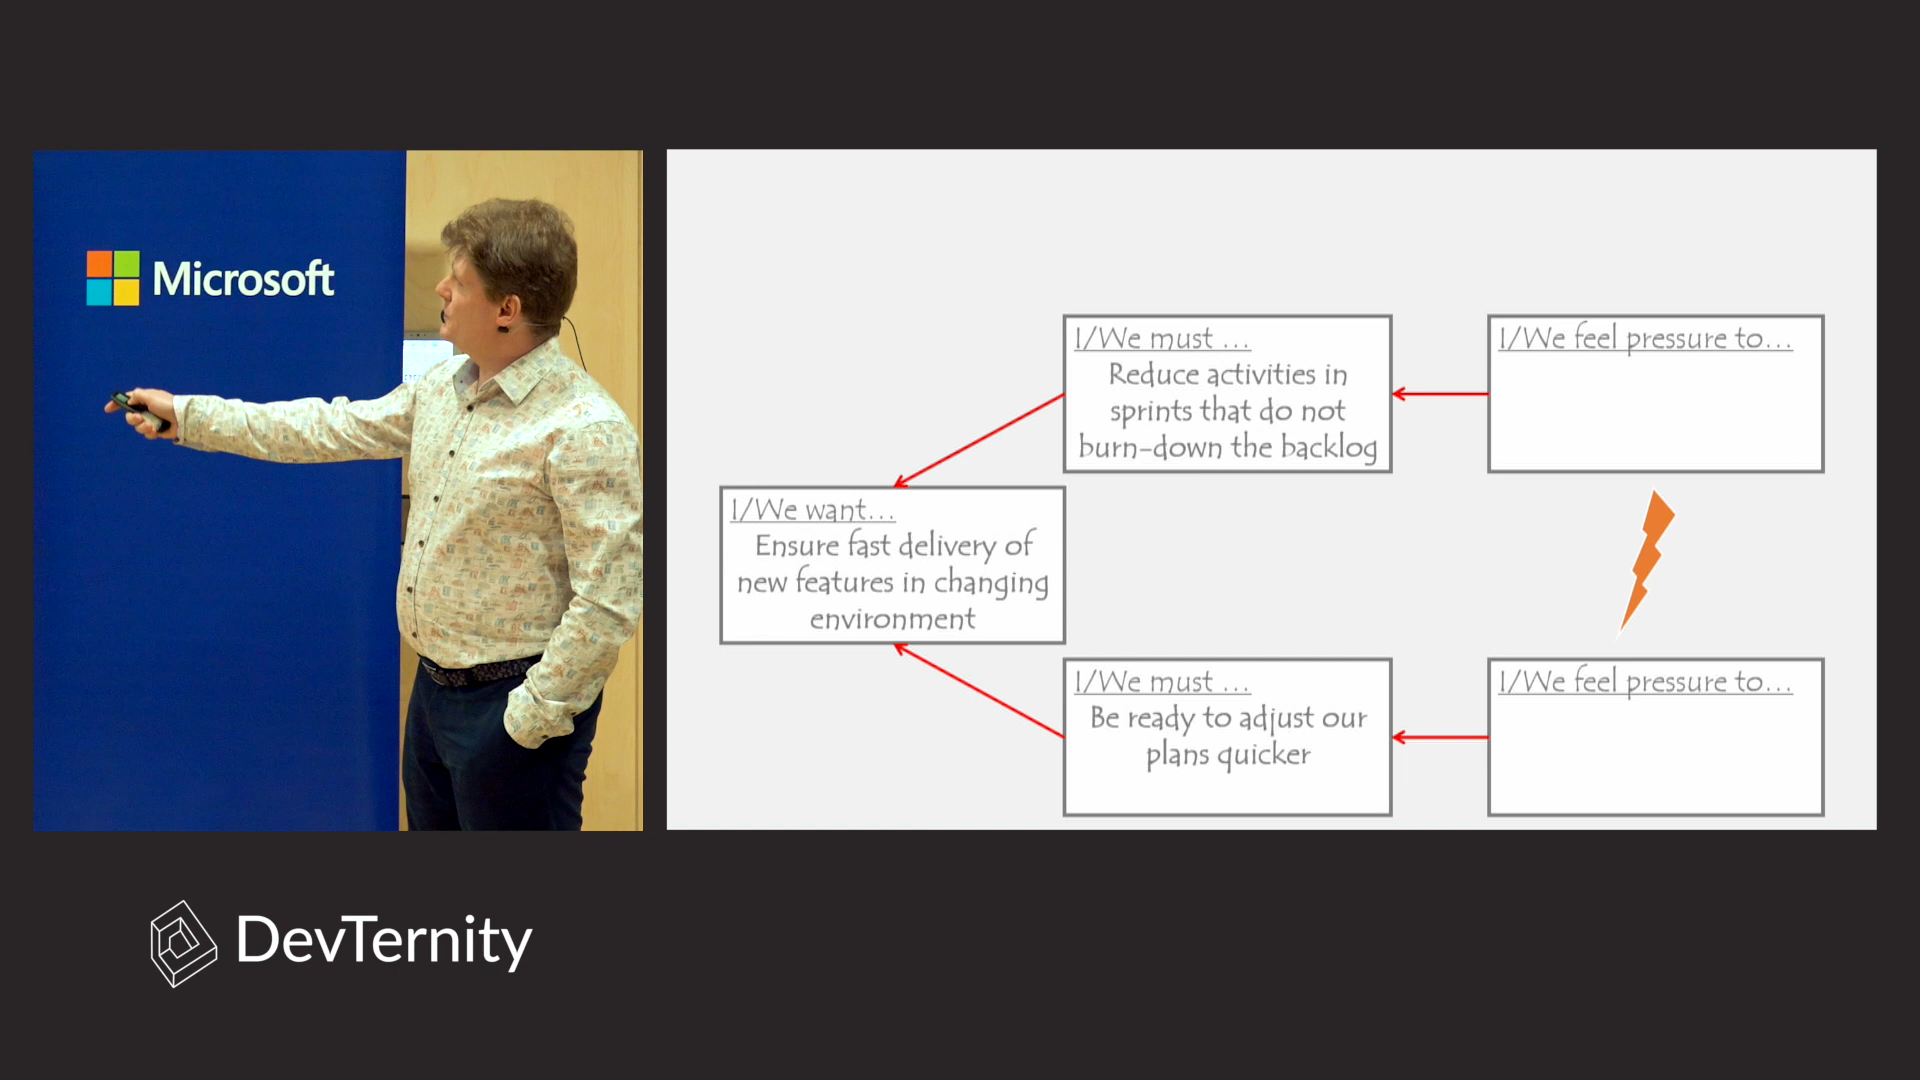 Microsoft
I/We must ...
Reduce activities in
sprints that do not
burn-down the backlog
I/We feel pressure to...
I/We want...
Ensure fast delivery of
new features in changing
environment
I/We must ...
Be ready to adjust our
plans quicker
I/We feel pressure to...
DevTernity